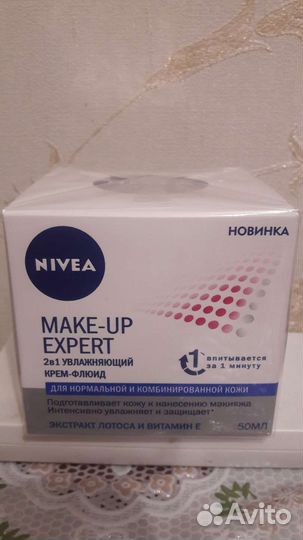 НОВИНКА
NIVEA
MAKE-UP
EXPERT
2в1 УВЛАЖНЯЮЩИЙ
КРЕМ-ФЛЮИД
1 впитывается
за 1 минуту
ДЛЯ НОРМАЛЬНОЙ И КОМБИНИРОВАННОЙ КОЖИ
Подготавливает кожу к нанесению макияжа
Интенсивно увлажняет и защищает*
ЭКСТРАКТ ЛОТОСА И ВИТАМИН Е
50МЛ
Avito